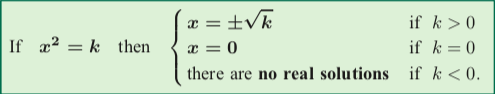 x = ±√k if k > 0
If x² = k then x = 0 if k = 0
there are no real solutions if k < 0.